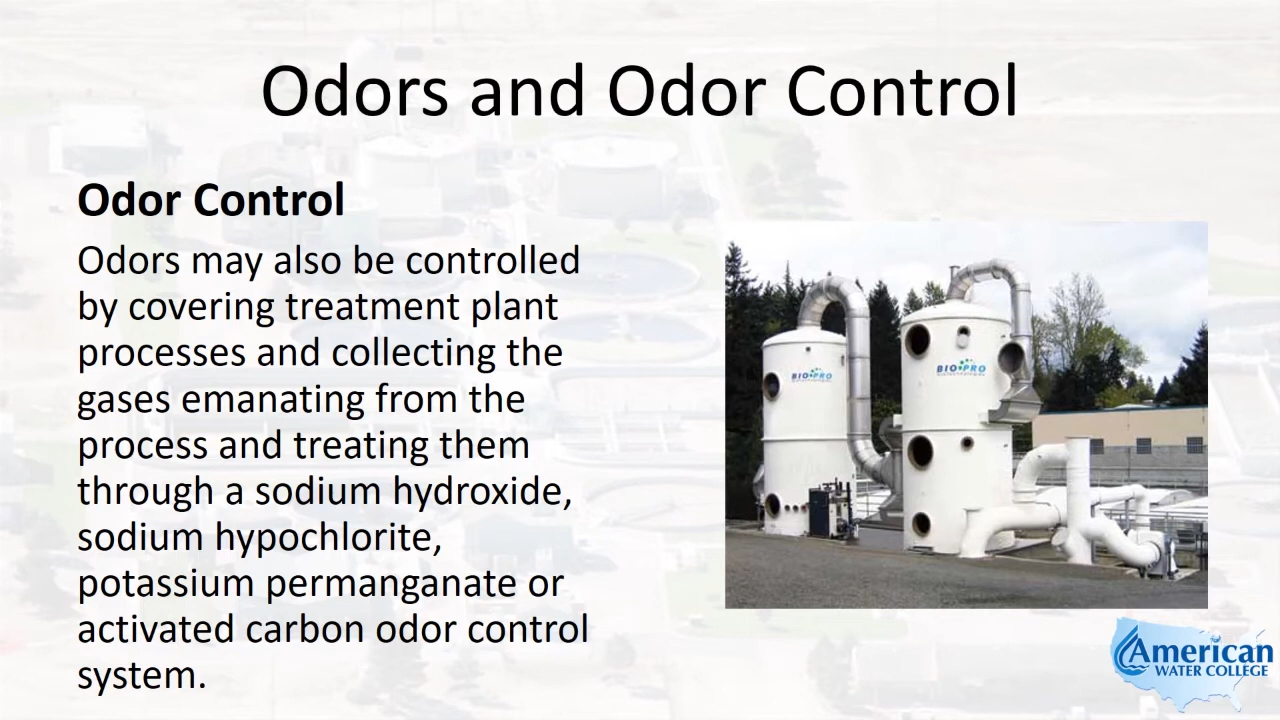 Odors and Odor Control
Odor Control
Odors may also be controlled
by covering treatment plant
processes and collecting the
gases emanating from the
process and treating them
through a sodium hydroxide,
sodium hypochlorite,
potassium permanganate or
activated carbon odor control
system.
BIO PRO
BIO PRO
American
WATER COLLEGE